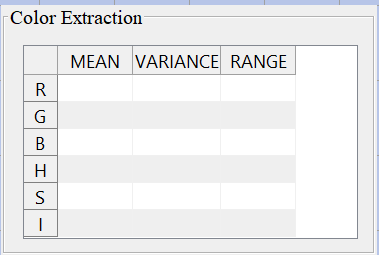 Color Extraction
MEAN VARIANCE RANGE
R
G
B
H
S
I